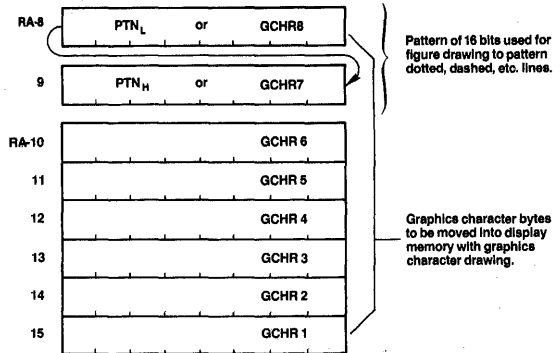 RA-8 PTNL or GCHR8
9 PTNH or GCHR7
Pattern of 16 bits used for
figure drawing to pattern
dotted, dashed, etc. lines.
RA-10 GCHR 6
11 GCHR 5
12 GCHR 4
13 GCHR 3
14 GCHR 2
15 GCHR 1
Graphics character bytes
to be moved into display
memory with graphics
character drawing.